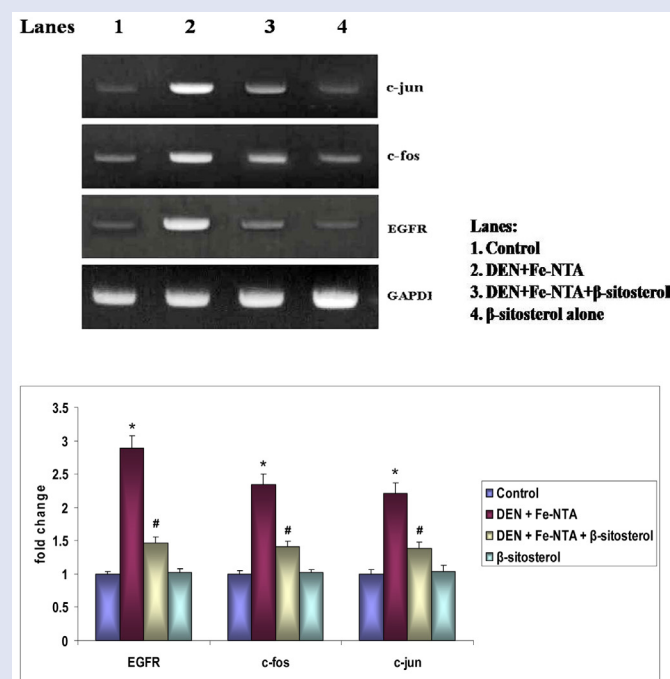 Lanes 1 2 3 4
c-jun
c-fos
EGFR
GAPDI
Lanes:
1. Control
2. DEN+Fe-NTA
3. DEN+Fe-NTA+β-sitosterol
4. β-sitosterol alone
fold change
3.5
3
2.5
2
1.5
1
0.5
0
*
#
*
#
*
#
EGFR
c-fos
c-jun
Control
DEN + Fe-NTA
DEN + Fe-NTA + β-sitosterol
β-sitosterol